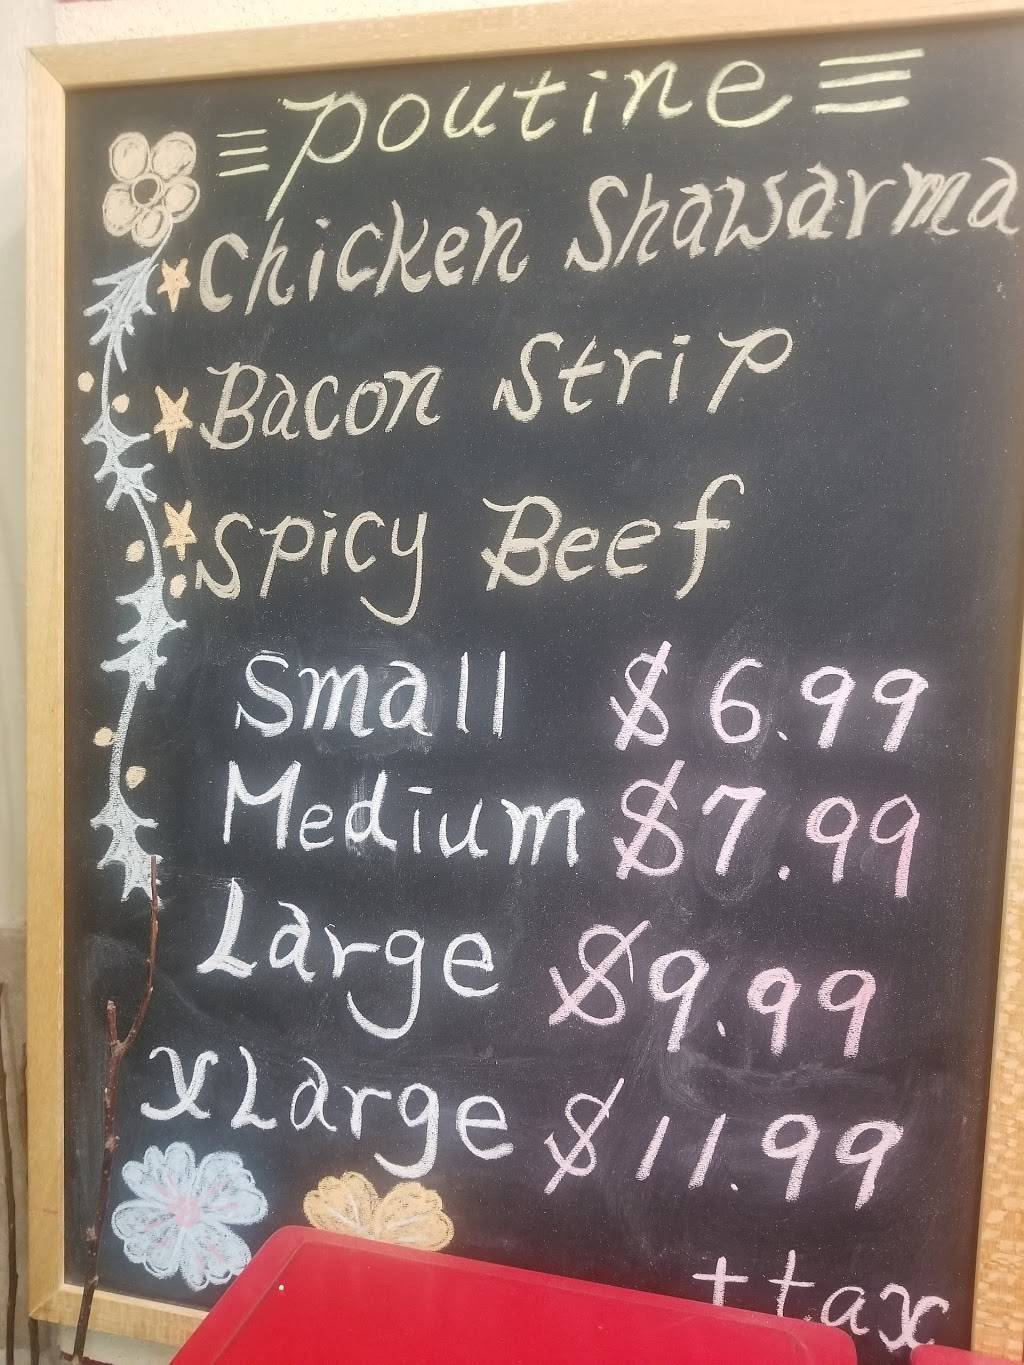 Poutine
Chicken Shawarma
Bacon Strip
Spicy Beef
Small $6.99
Medium $7.99
Large $9.99
xLarge $11.99
+tax